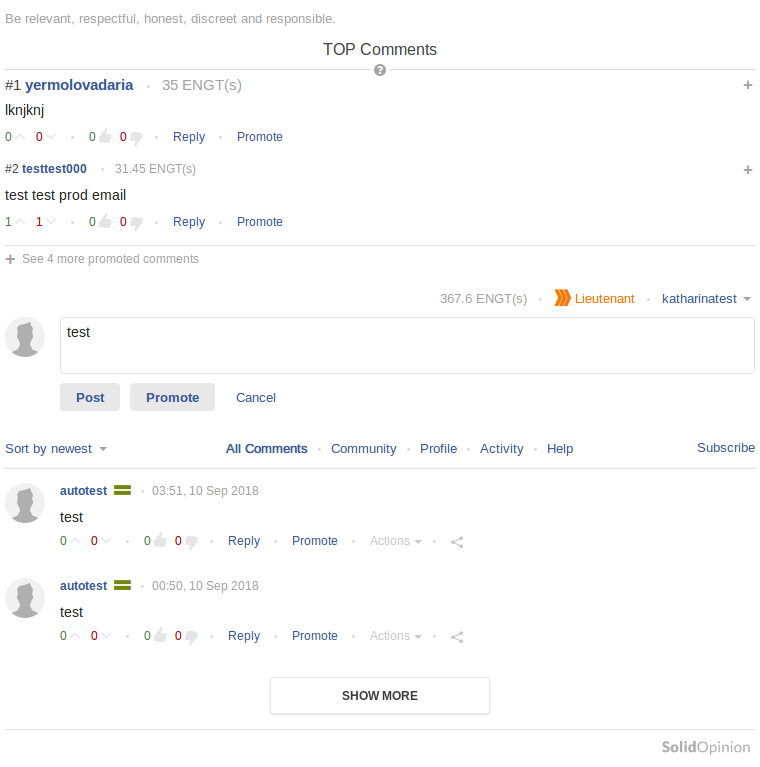 Be relevant, respectful, honest, discreet and responsible.
TOP Comments
?
#1 yermolovadaria • 35 ENGT(s) +
lknjknj
0 0 • 0 0 • Reply • Promote
#2 testtest000 • 31.45 ENGT(s) +
test test prod email
1 1 • 0 0 • Reply • Promote
+ See 4 more promoted comments
367.6 ENGT(s) • Lieutenant • katharinatest
test
Post Promote Cancel
Sort by newest All Comments • Community • Profile • Activity • Help Subscribe
autotest • 03:51, 10 Sep 2018
test
0 0 • 0 0 • Reply • Promote • Actions •
autotest • 00:50, 10 Sep 2018
test
0 0 • 0 0 • Reply • Promote • Actions •
SHOW MORE
SolidOpinion